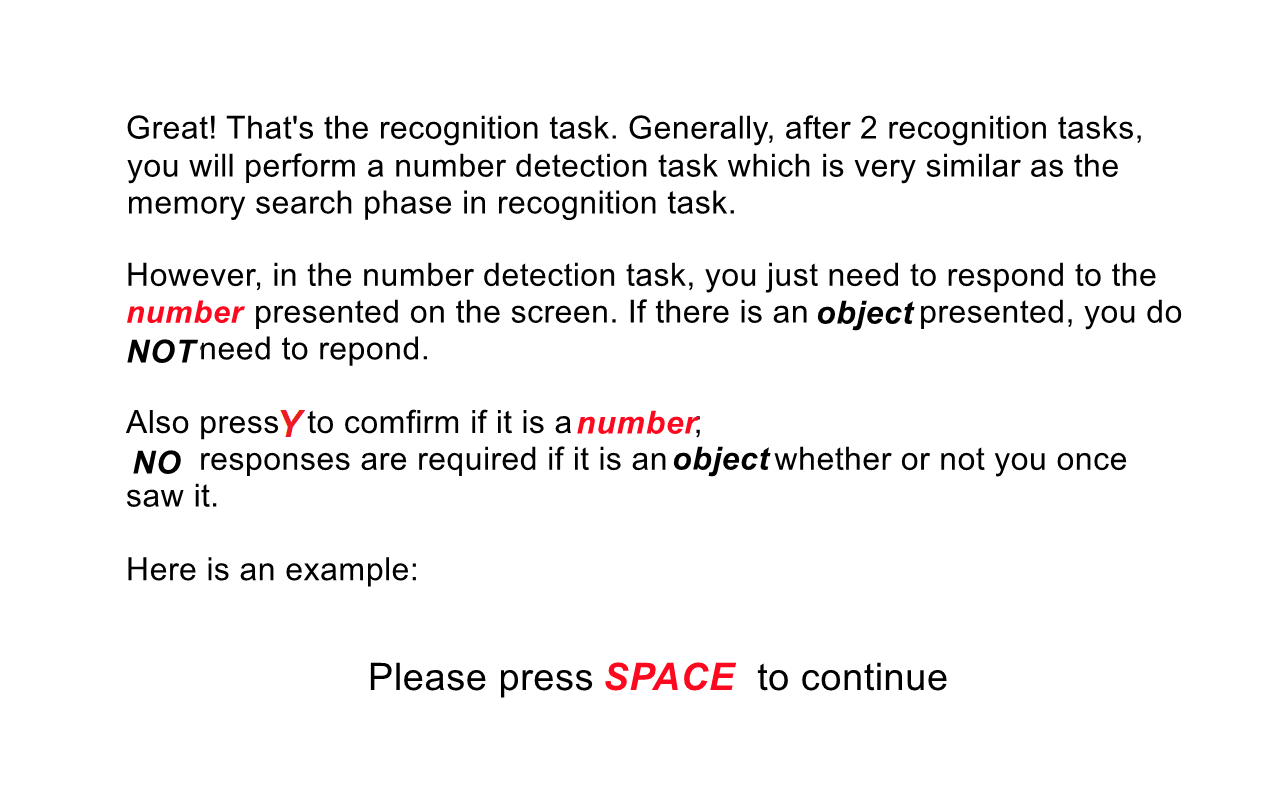 Great! That's the recognition task. Generally, after 2 recognition tasks,
you will perform a number detection task which is very similar as the
memory search phase in recognition task.
However, in the number detection task, you just need to respond to the
number presented on the screen. If there is an object presented, you do
NOT need to repond.
Also press Y to comfirm if it is a number;
NO responses are required if it is an object whether or not you once
saw it.
Here is an example:
Please press SPACE to continue